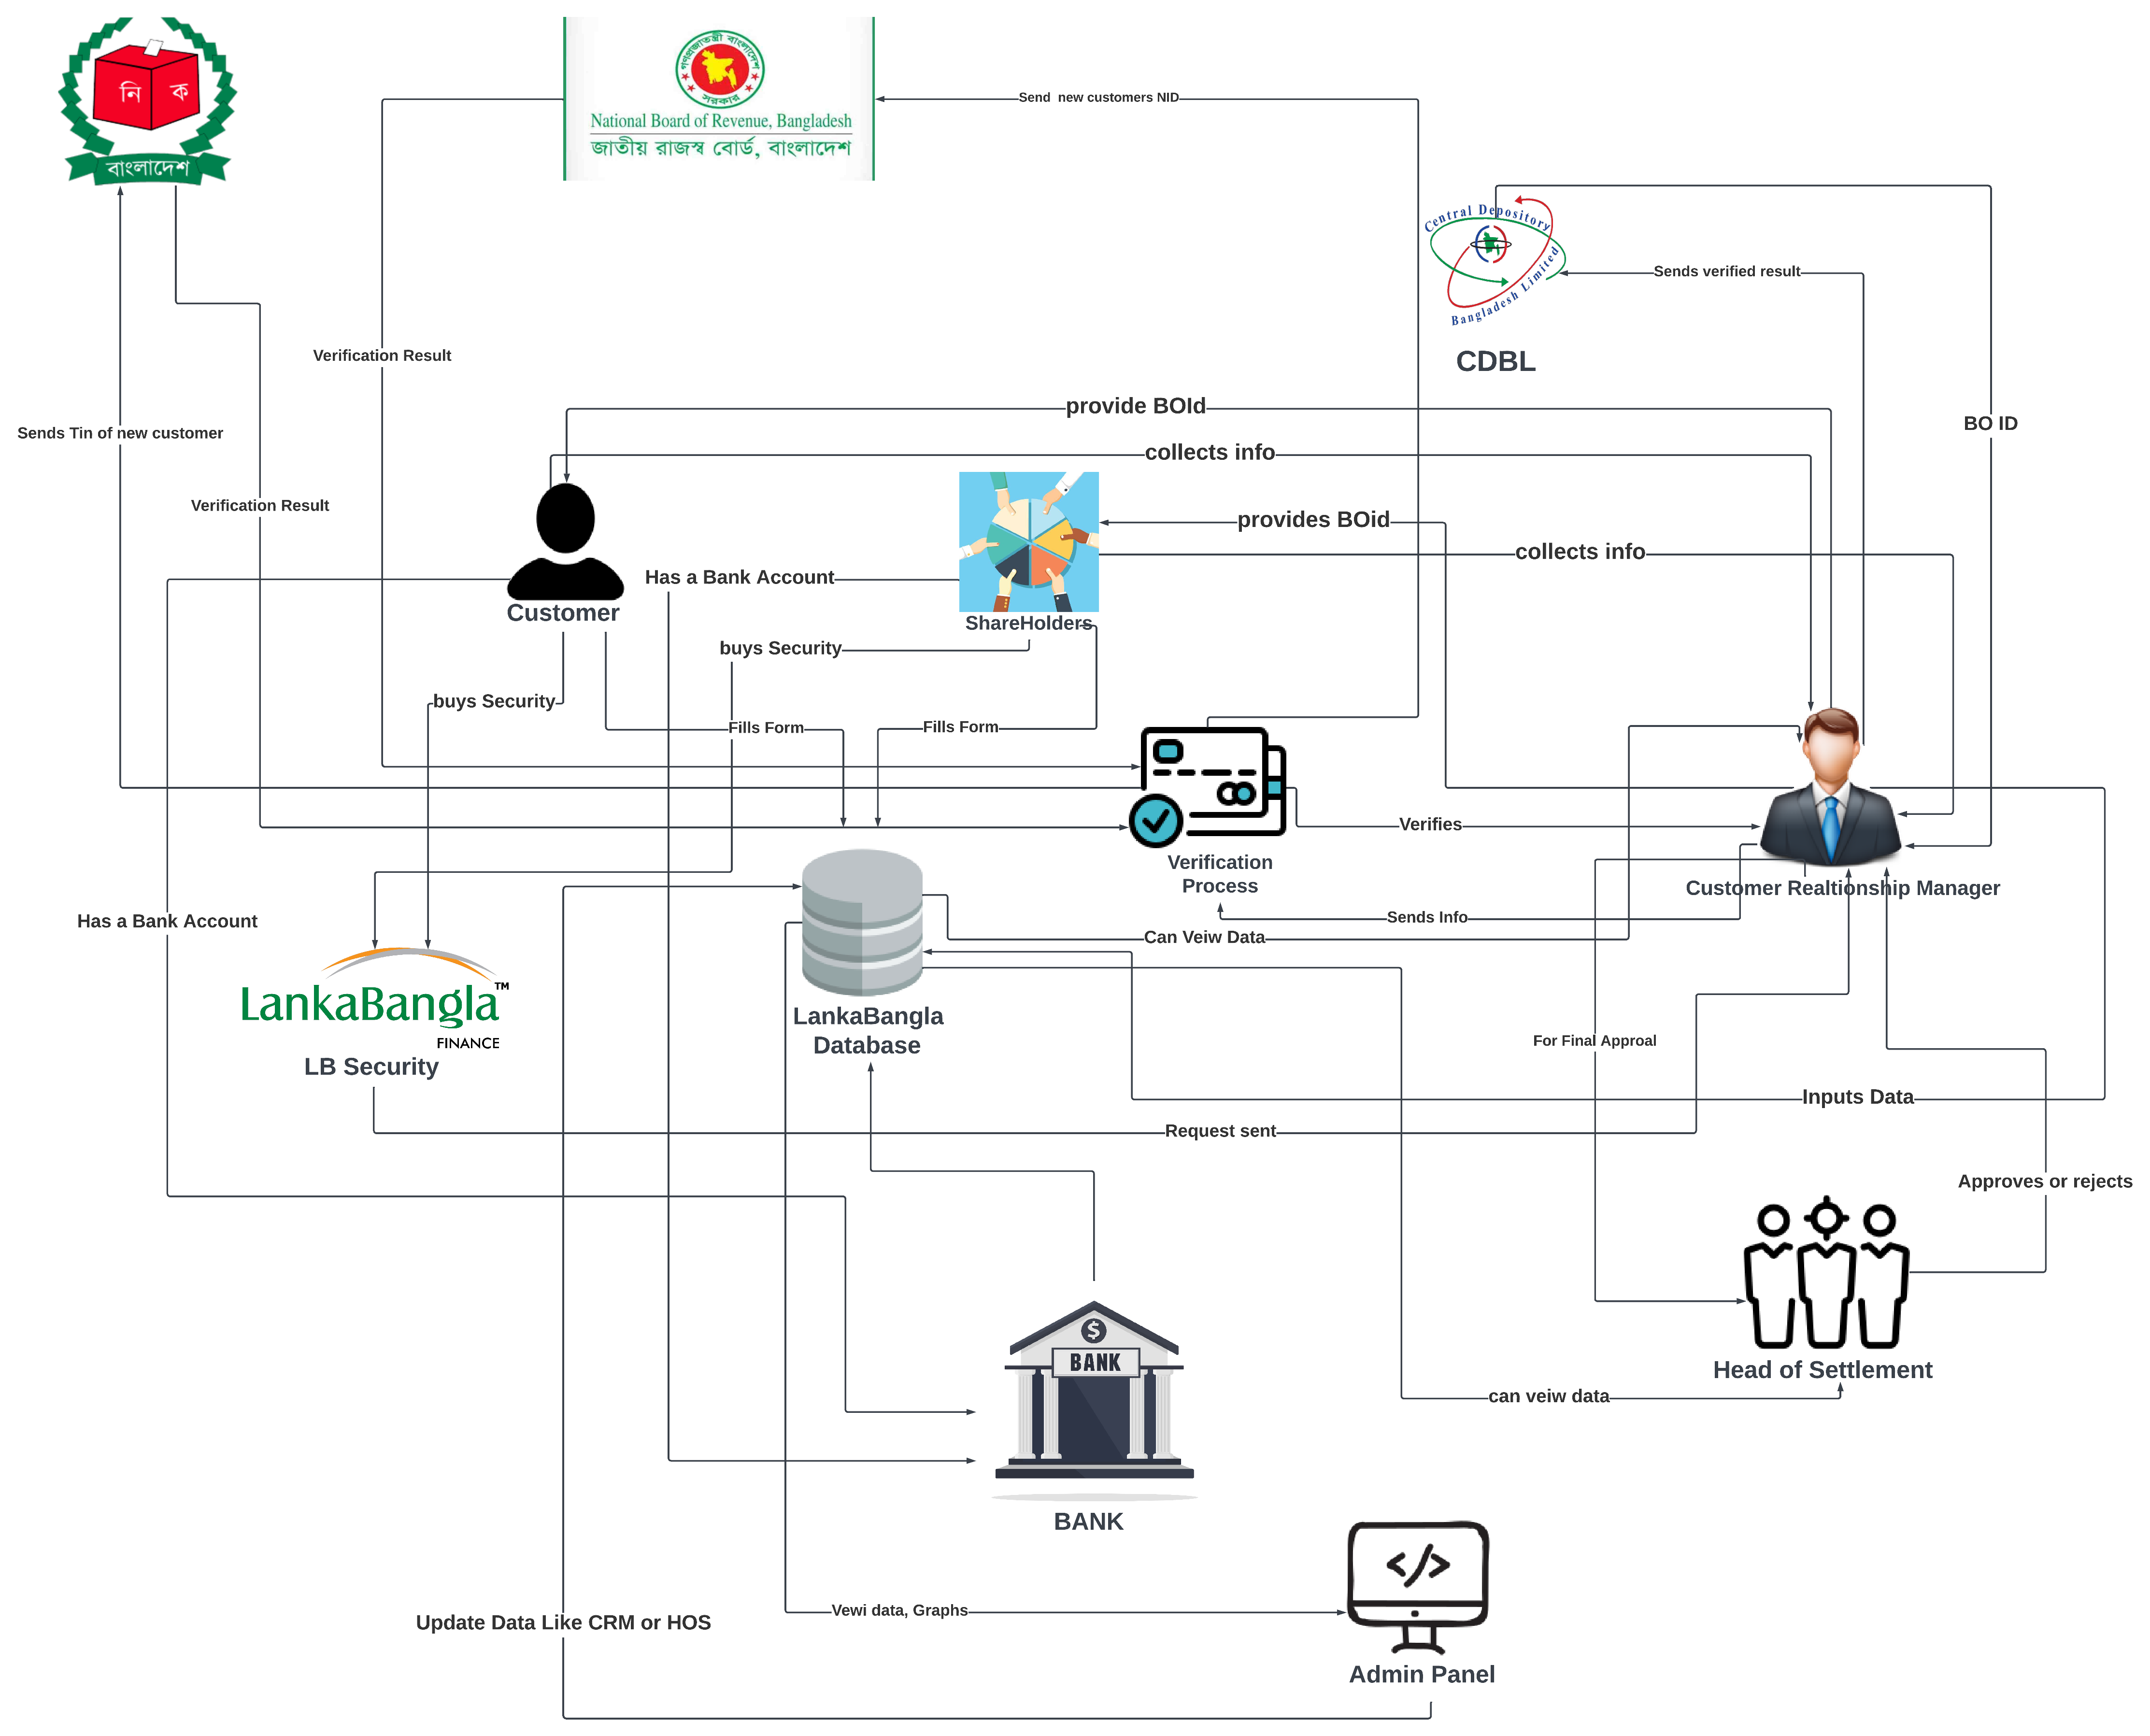 নি ক
বাংলাদেশ
গণপ্রজাতন্ত্রী বাংলাদেশ
সরকার
National Board of Revenue, Bangladesh
জাতীয় রাজস্ব বোর্ড, বাংলাদেশ
Send new customers NID
Central Depository
Bangladesh Limited
CDBL
Sends verified result
Verification Result
provide BOId
BO ID
Sends Tin of new customer
collects info
Verification Result
provides BOid
collects info
Has a Bank Account
Customer
ShareHolders
buys Security
buys Security
Fills Form
Fills Form
Verifies
Verification
Process
Customer Realtionship Manager
Sends Info
Has a Bank Account
Can Veiw Data
LankaBangla™
FINANCE
LB Security
LankaBangla
Database
For Final Approal
Inputs Data
Request sent
Approves or rejects
$
BANK
Head of Settlement
can veiw data
BANK
</>
Vewi data, Graphs
Update Data Like CRM or HOS
Admin Panel